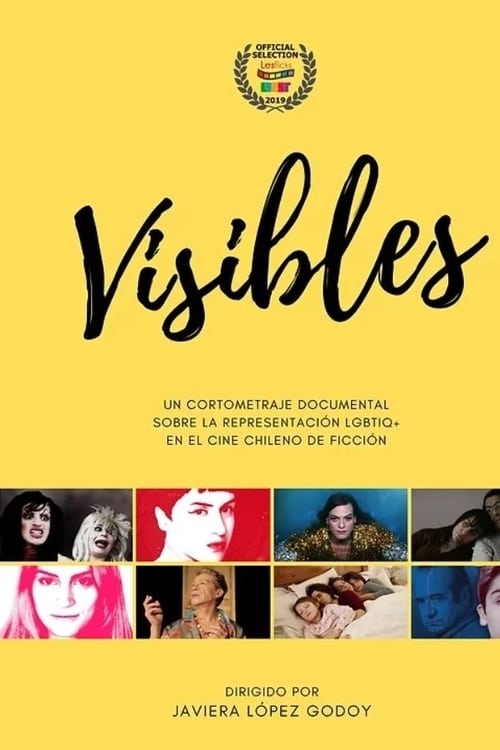 OFFICIAL
SELECTION
Lesflicks
2019
Visibles
UN CORTOMETRAJE DOCUMENTAL
SOBRE LA REPRESENTACIÓN LGBTIQ+
EN EL CINE CHILENO DE FICCIÓN
DIRIGIDO POR
JAVIERA LÓPEZ GODOY